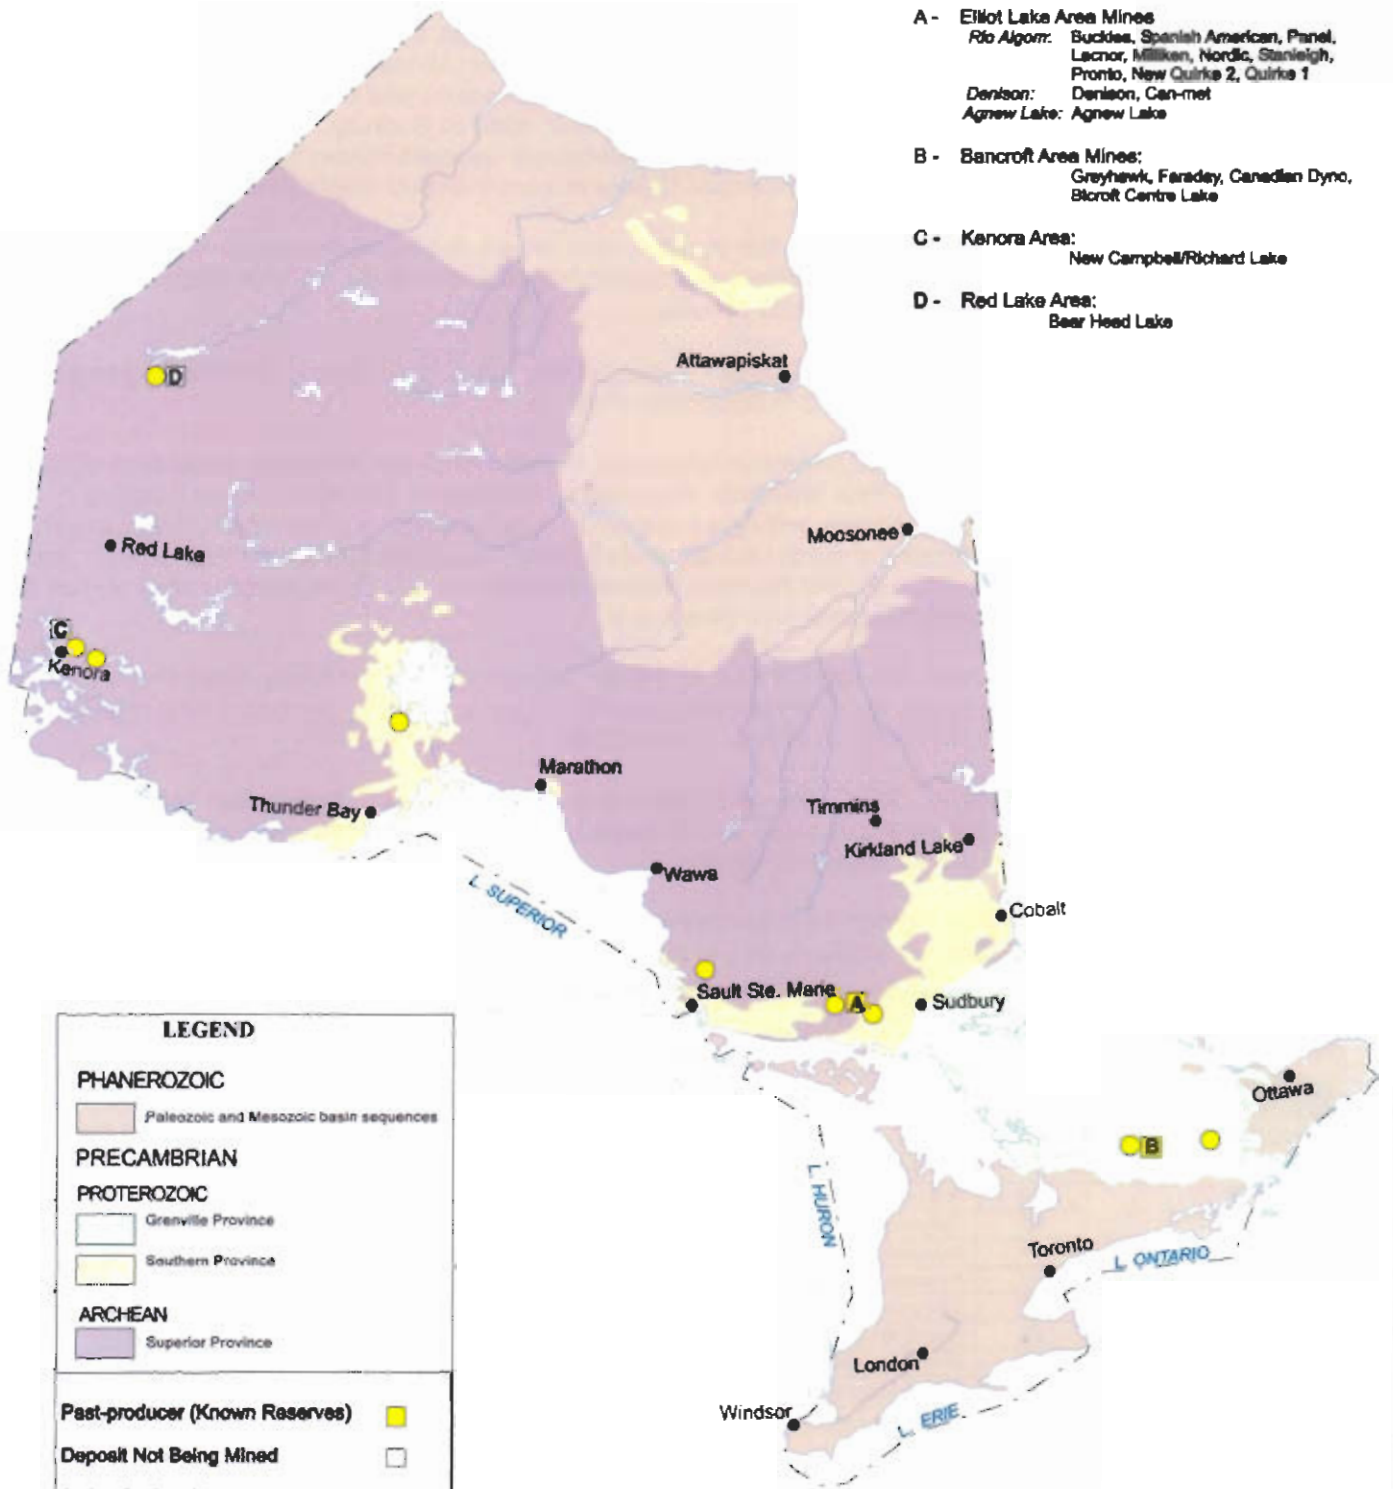 A - Elliot Lake Area Mines
Rio Algom: Buckles, Spanish American, Panel,
Lacnor, Milliken, Nordic, Stanleigh,
Pronto, New Quirke 2, Quirke 1
Denison: Denison, Can-met
Agnew Lake: Agnew Lake
B - Bancroft Area Mines:
Greyhawk, Faraday, Canadian Dyno,
Bicroft Centre Lake
C - Kenora Area:
New Campbell/Richard Lake
D - Red Lake Area:
Bear Head Lake
Attawapiskat
D
Moosonee
Red Lake
C
Kenora
Marathon
Thunder Bay
Timmins
Kirkland Lake
Wawa
L. SUPERIOR
Cobalt
Sault Ste. Marie
A
Sudbury
Ottawa
B
L. HURON
Toronto
L. ONTARIO
London
Windsor
L. ERIE
LEGEND
PHANEROZOIC
Paleozoic and Mesozoic basin sequences
PRECAMBRIAN
PROTEROZOIC
Grenville Province
Southern Province
ARCHEAN
Superior Province
Past-producer (Known Reserves)
Deposit Not Being Mined